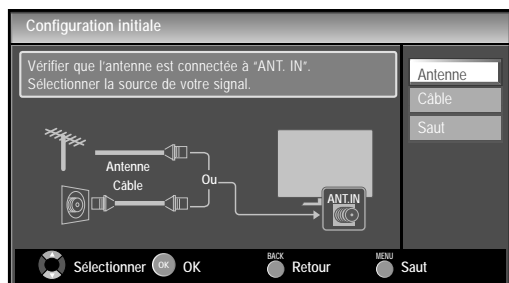 Configuration initiale
Vérifier que l'antenne est connectée à "ANT. IN".
Sélectionner la source de votre signal.
Antenne
Câble
Saut
Antenne
Câble
Ou
ANT.IN
Sélectionner OK OK BACK Retour MENU Saut